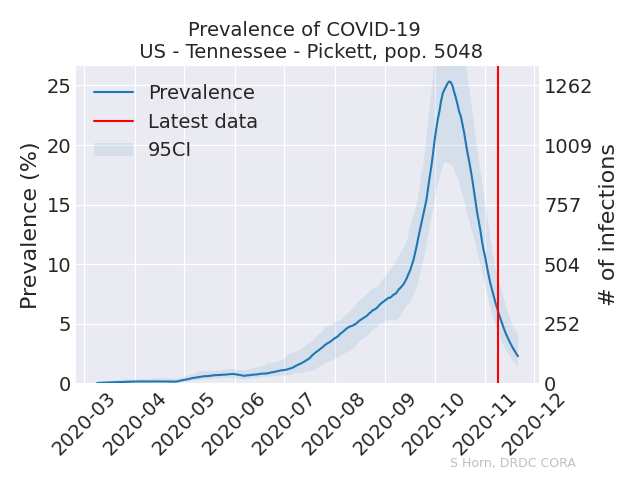 Prevalence of COVID-19
US - Tennessee - Pickett, pop. 5048
Prevalence
Latest data
95CI
Prevalence (%)
25
20
15
10
5
0
1262
1009
757
504
252
0
# of infections
2020-03
2020-04
2020-05
2020-06
2020-07
2020-08
2020-09
2020-10
2020-11
2020-12
S Horn, DRDC CORA